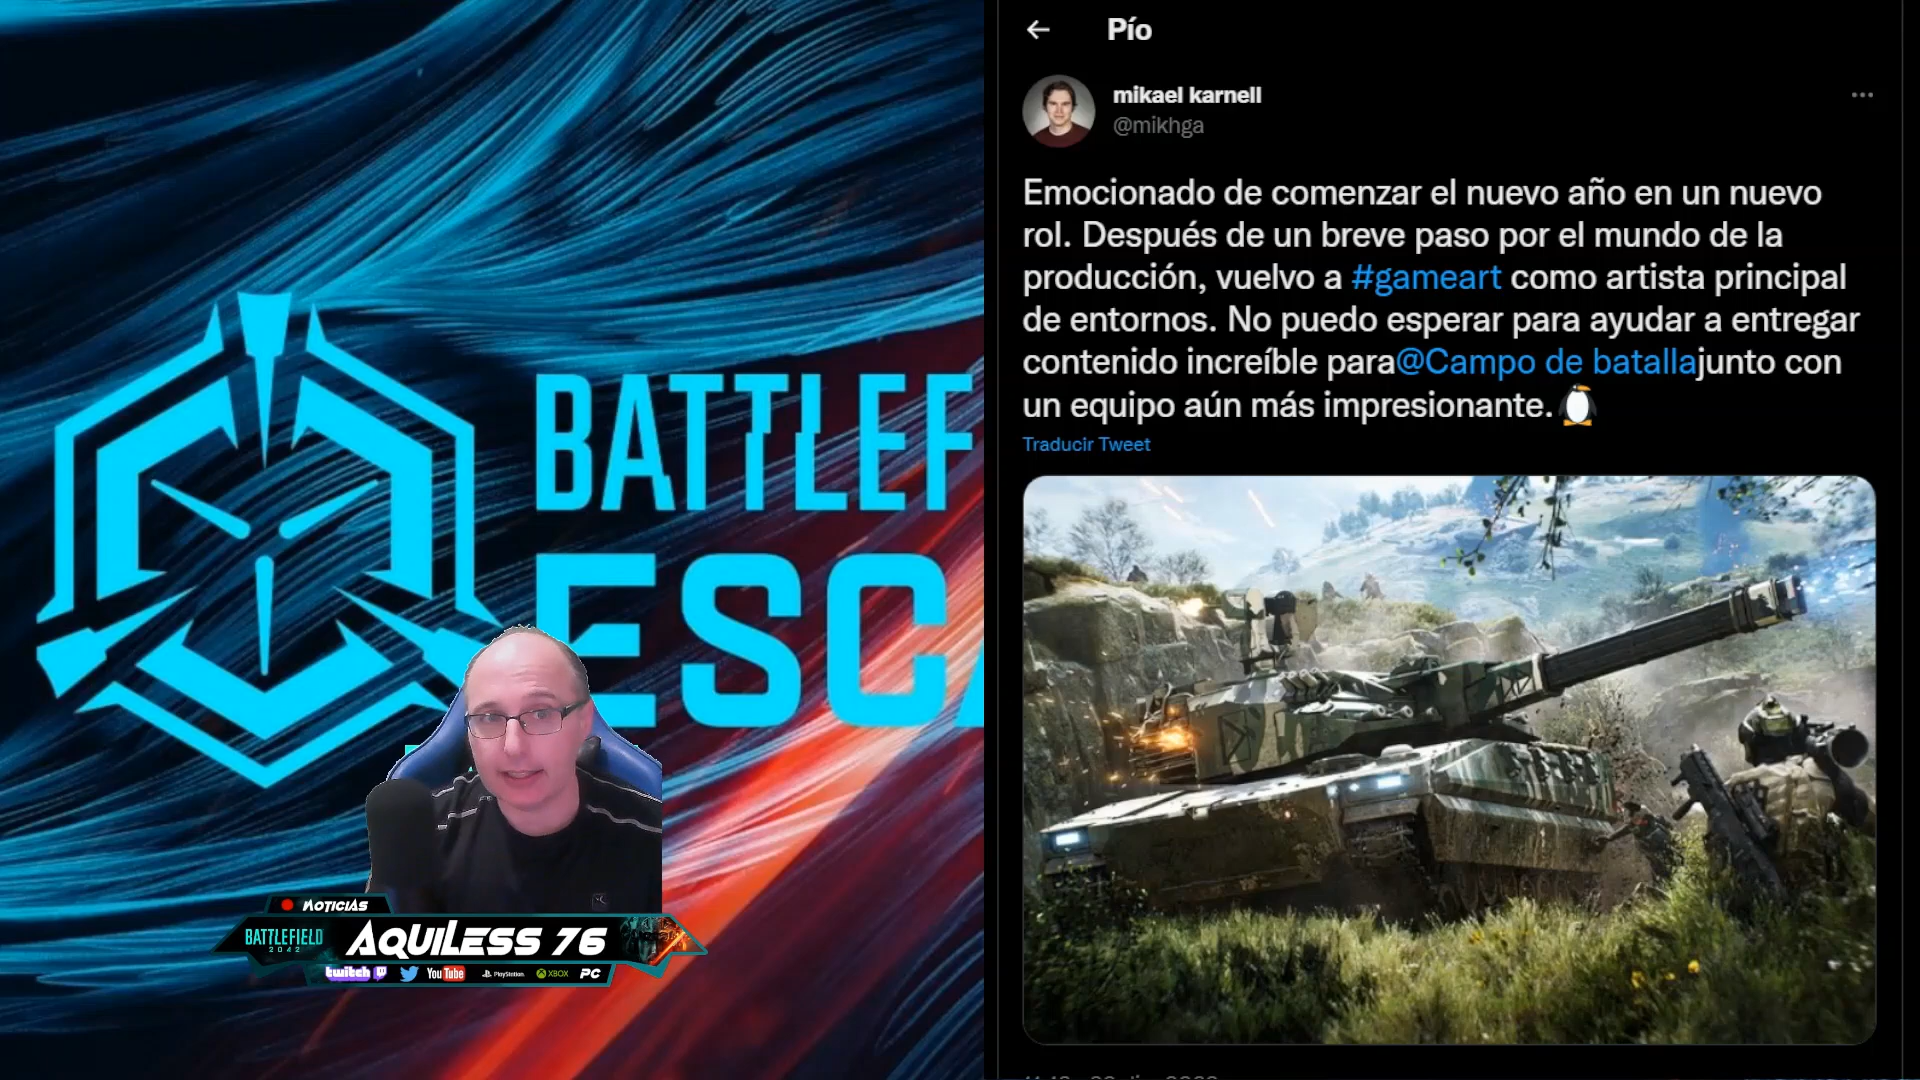 BATTLEF
ESC
NOTICIAS
BATTLEFIELD
2042
AQUILESS 76
twitch
YouTube
PlayStation
XBOX
PC
Pío
mikael karnell
@mikhga
Emocionado de comenzar el nuevo año en un nuevo
rol. Después de un breve paso por el mundo de la
producción, vuelvo a #gameart como artista principal
de entornos. No puedo esperar para ayudar a entregar
contenido increíble para@Campo de batallajunto con
un equipo aún más impresionante.
Traducir Tweet